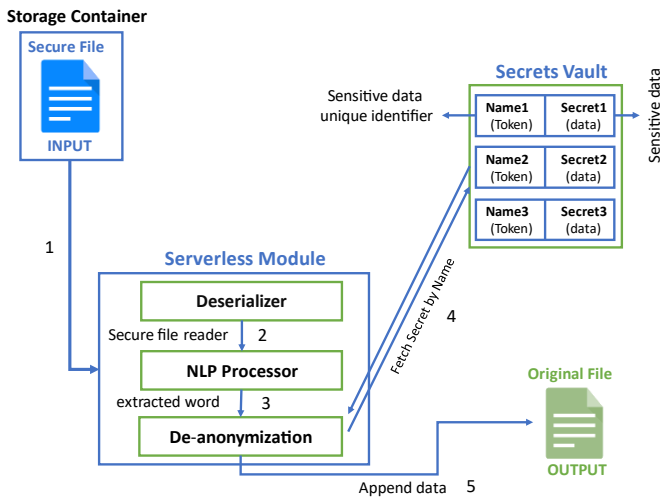 Storage Container
Secure File
INPUT
1
Secrets Vault
Sensitive data
unique identifier
Name1
(Token)
Secret1
(data)
Name2
(Token)
Secret2
(data)
Name3
(Token)
Secret3
(data)
Sensitive data
Serverless Module
Deserializer
Secure file reader
2
NLP Processor
extracted word
3
De-anonymization
Fetch Secret by Name
4
Original File
OUTPUT
Append data
5